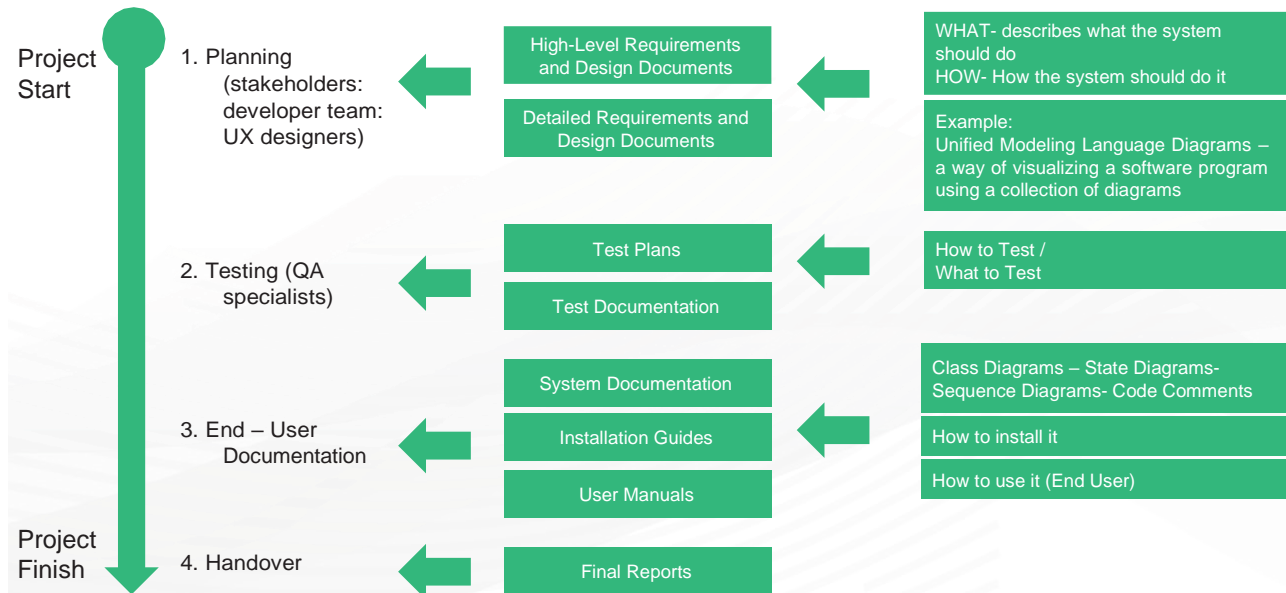 Project
Start
1. Planning
(stakeholders:
developer team:
UX designers)
High-Level Requirements
and Design Documents
Detailed Requirements and
Design Documents
WHAT- describes what the system
should do
HOW- How the system should do it
Example:
Unified Modeling Language Diagrams –
a way of visualizing a software program
using a collection of diagrams
2. Testing (QA
specialists)
Test Plans
Test Documentation
How to Test /
What to Test
3. End – User
Documentation
System Documentation
Installation Guides
User Manuals
Class Diagrams – State Diagrams-
Sequence Diagrams- Code Comments
How to install it
How to use it (End User)
Project
Finish
4. Handover
Final Reports